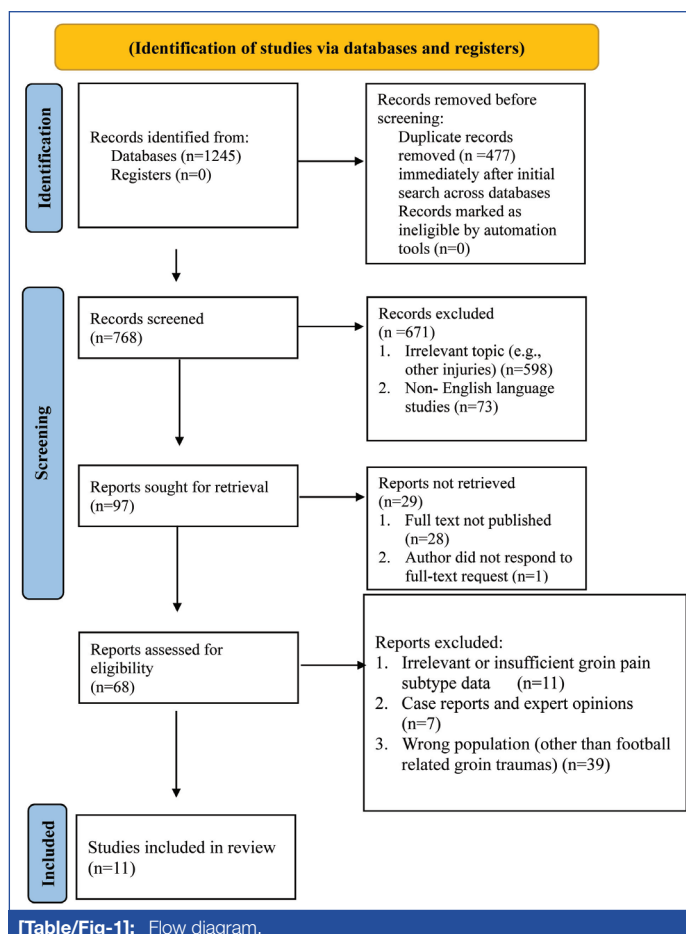 (Identification of studies via databases and registers)
Identification
Records identified from:
Databases (n=1245)
Registers (n=0)
Records removed before
screening:
Duplicate records
removed (n =477)
immediately after initial
search across databases
Records marked as
ineligible by automation
tools (n=0)
Screening
Records screened
(n=768)
Records excluded
(n =671)
1. Irrelevant topic (e.g.,
other injuries) (n=598)
2. Non- English language
studies (n=73)
Reports sought for retrieval
(n=97)
Reports not retrieved
(n=29)
1. Full text not published
(n=28)
2. Author did not respond to
full-text request (n=1)
Reports assessed for
eligibility
(n=68)
Reports excluded:
1. Irrelevant or insufficient groin pain
subtype data (n=11)
2. Case reports and expert opinions
(n=7)
3. Wrong population (other than football
related groin traumas) (n=39)
Included
Studies included in review
(n=11)
[Table/Fig-1]: Flow diagram.